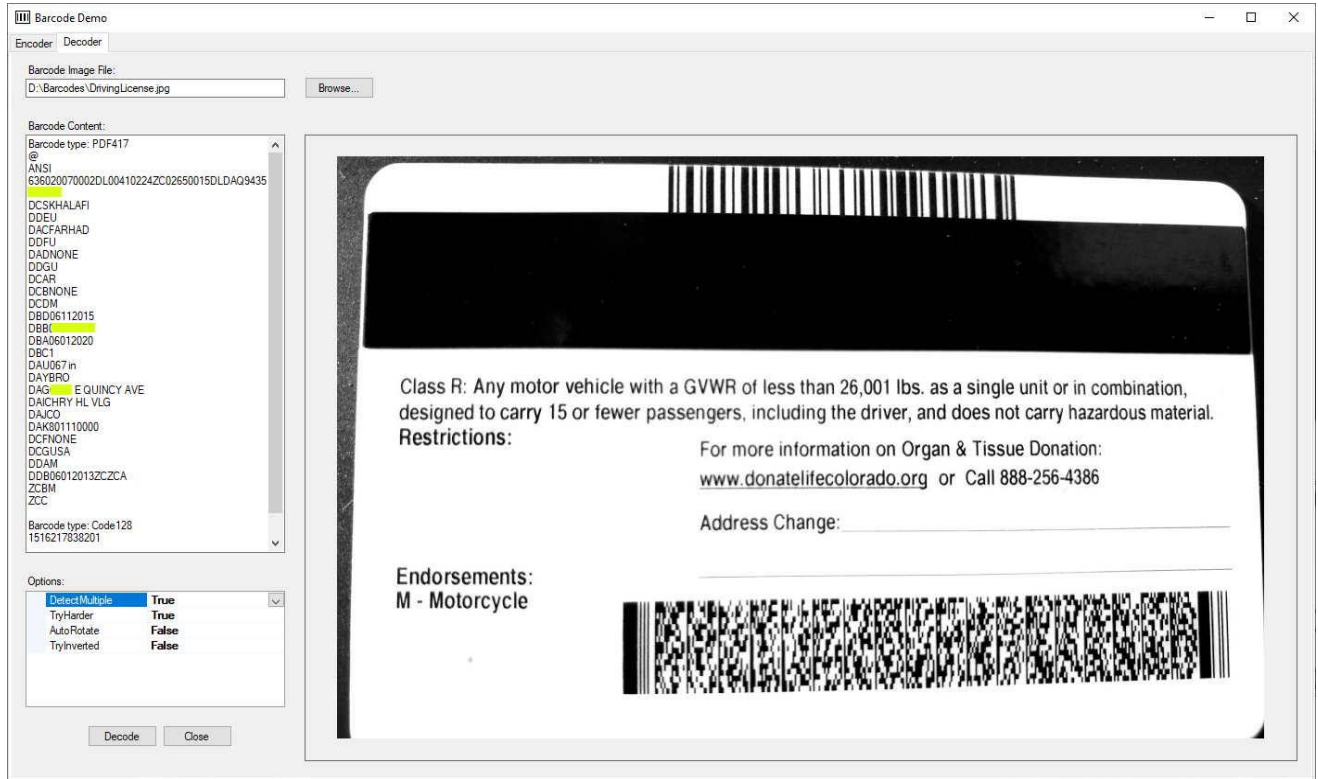 Barcode Demo
Encoder Decoder
Barcode Image File:
D:\Barcodes\DrivingLicense.jpg
Browse...
Barcode Content:
Barcode type: PDF417
@
ANSI
636020070002DL00410224ZC02650015DLDAQ9435
DCSKHALAFI
DDEU
DACFARHAD
DDFU
DADNONE
DDGU
DCAR
DCBNONE
DCDM
DBD06112015
DBB
DBA06012020
DBC1
DAU067 in
DAYBRO
DAG E QUINCY AVE
DAICHRY HL VLG
DAJCO
DAK801110000
DCFNONE
DCGUSA
DDAM
DDB06012013ZCZCA
ZCBM
ZCC
Barcode type: Code128
1516217838201
Options:
DetectMultiple True
TryHarder True
AutoRotate False
TryInverted False
Decode Close
Class R: Any motor vehicle with a GVWR of less than 26,001 lbs. as a single unit or in combination,
designed to carry 15 or fewer passengers, including the driver, and does not carry hazardous material.
Restrictions:
For more information on Organ & Tissue Donation:
www.donatelifecolorado.org or Call 888-256-4386
Address Change:
Endorsements:
M - Motorcycle